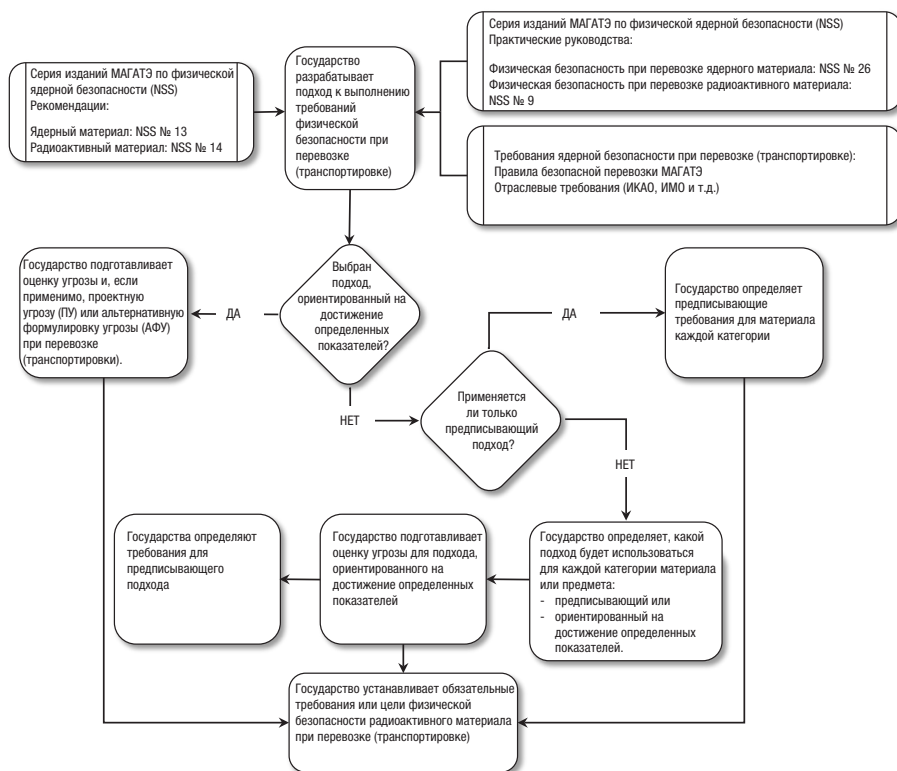 Серия изданий МАГАТЭ по физической
ядерной безопасности (NSS)
Рекомендации:
Ядерный материал: NSS № 13
Радиоактивный материал: NSS № 14
Государство
разрабатывает
подход к выполнению
требований
физической
безопасности при
перевозке
(транспортировке)
Серия изданий МАГАТЭ по физической ядерной безопасности (NSS)
Практические руководства:
Физическая безопасность при перевозке ядерного материала: NSS № 26
Физическая безопасность при перевозке радиоактивного материала:
NSS № 9
Требования ядерной безопасности при перевозке (транспортировке):
Правила безопасной перевозки МАГАТЭ
Отраслевые требования (ИКАО, ИМО и т.д.)
Государство подготавливает
оценку угрозы и, если
применимо, проектную
угрозу (ПУ) или альтернативную
формулировку угрозы (АФУ)
при перевозке
(транспортировки).
ДА
Выбран
подход,
ориентированный на
достижение
определенных
показателей?
ДА
Государство определяет
предписывающие
требования для материала
каждой категории
НЕТ
Применяется
ли только
предписывающий
подход?
НЕТ
Государства определяют
требования для
предписывающего
подхода
Государство подготавливает
оценку угрозы для подхода,
ориентированного на
достижение определенных
показателей
Государство определяет, какой
подход будет использоваться
для каждой категории материала
или предмета:
- предписывающий или
- ориентированный на
достижение определенных
показателей.
Государство устанавливает обязательные
требования или цели физической
безопасности радиоактивного материала
при перевозке (транспортировке)